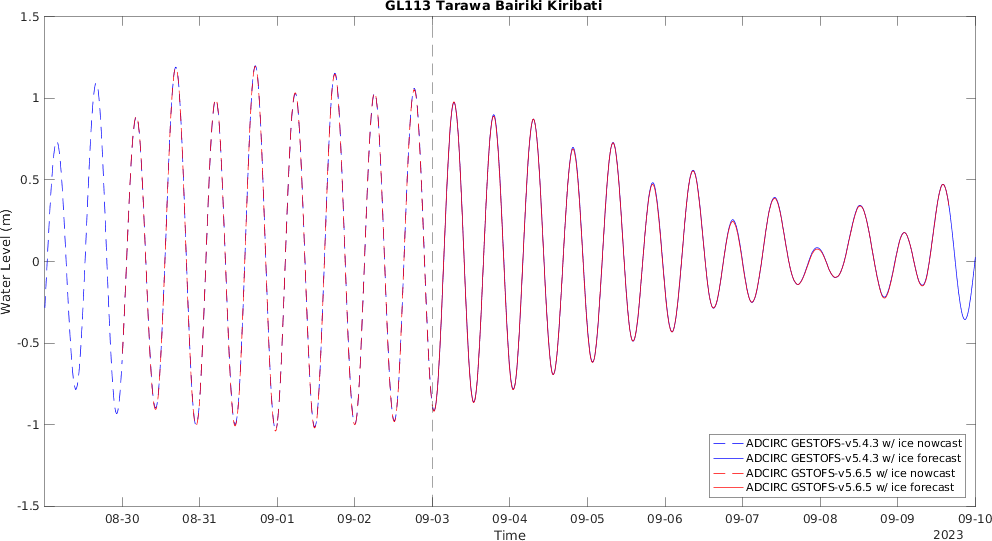 GL113 Tarawa Bairiki Kiribati
1.5
1
0.5
0
-0.5
-1
-1.5
Water Level (m)
08-30 08-31 09-01 09-02 09-03 09-04 09-05 09-06 09-07 09-08 09-09 09-10
Time
2023
ADCIRC GESTOFS-v5.4.3 w/ ice nowcast
ADCIRC GESTOFS-v5.4.3 w/ ice forecast
ADCIRC GSTOFS-v5.6.5 w/ ice nowcast
ADCIRC GSTOFS-v5.6.5 w/ ice forecast